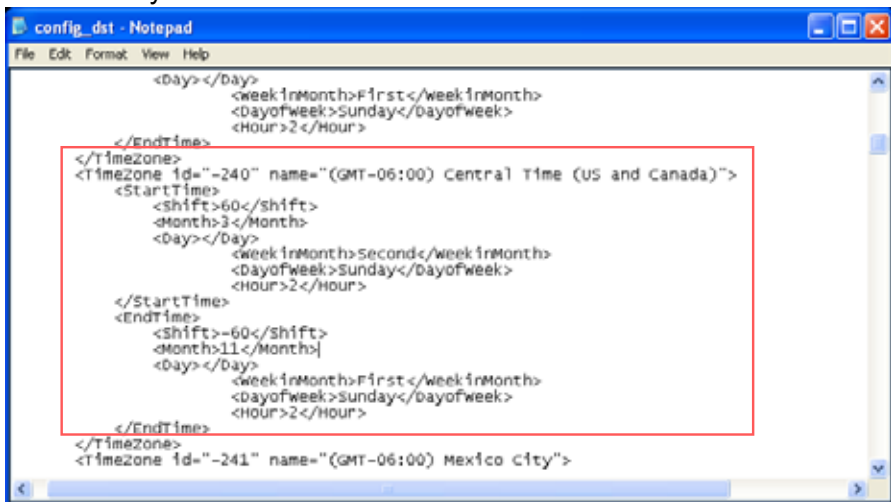 config_dst - Notepad
File Edit Format View Help
<Day></Day>
<WeekinMonth>First</WeekinMonth>
<DayofWeek>Sunday</DayofWeek>
<Hour>2</Hour>
</EndTime>
</TimeZone>
<TimeZone id="-240" name="(GMT-06:00) Central Time (US and Canada)">
<StartTime>
<Shift>60</Shift>
<Month>3</Month>
<Day></Day>
<WeekinMonth>Second</WeekinMonth>
<DayofWeek>Sunday</DayofWeek>
<Hour>2</Hour>
</StartTime>
<EndTime>
<Shift>-60</Shift>
<Month>11</Month>
<Day></Day>
<WeekinMonth>First</WeekinMonth>
<DayofWeek>Sunday</DayofWeek>
<Hour>2</Hour>
</EndTime>
</TimeZone>
<TimeZone id="-241" name="(GMT-06:00) Mexico City">